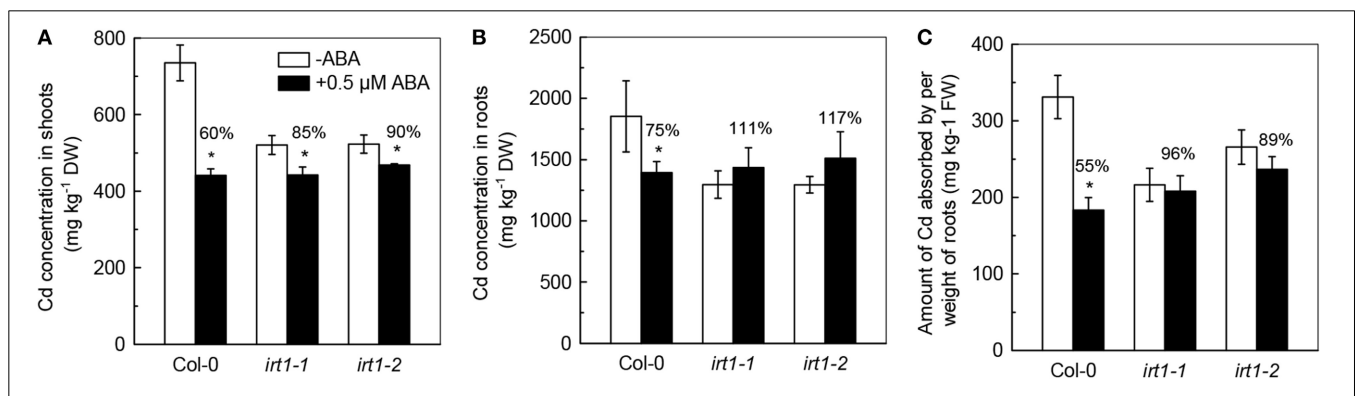 A
Cd concentration in shoots
(mg kg⁻¹ DW)
800
600
400
200
0
-ABA
+0.5 µM ABA
60%
*
85%
*
90%
*
Col-0
irt1-1
irt1-2
B
Cd concentration in roots
(mg kg⁻¹ DW)
2500
2000
1500
1000
500
0
75%
*
111%
117%
Col-0
irt1-1
irt1-2
C
Amount of Cd absorbed by per
weight of roots (mg kg-1 FW)
400
300
200
100
0
55%
*
96%
89%
Col-0
irt1-1
irt1-2